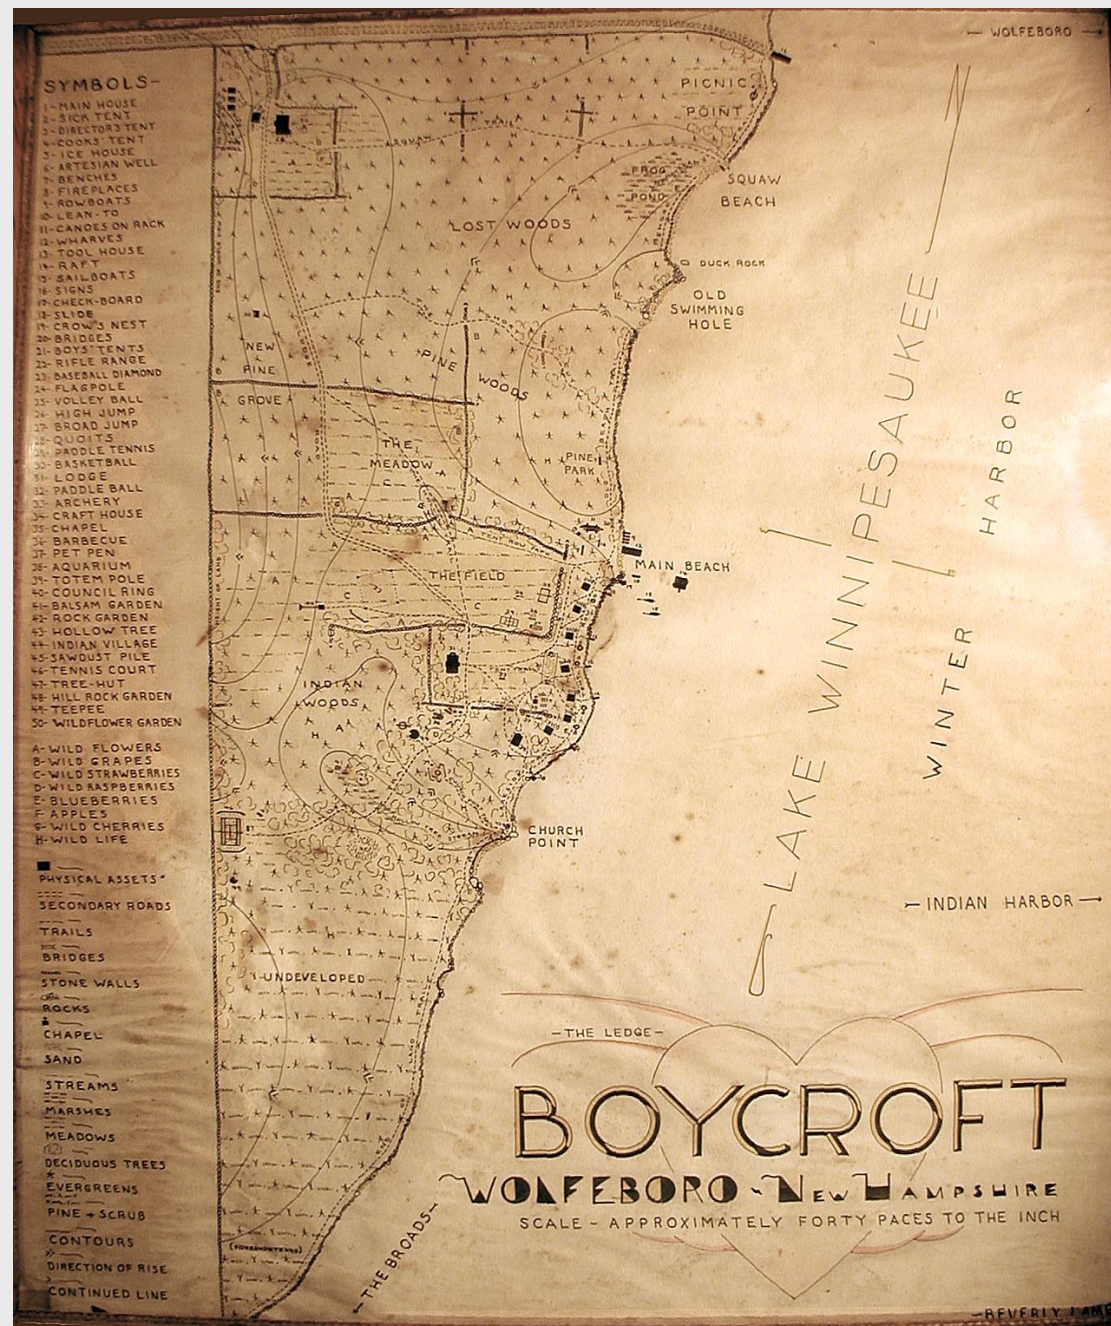 SYMBOLS-
1-MAIN HOUSE
2-SICK TENT
3-DIRECTOR'S TENT
4-COOKS' TENT
5-ICE HOUSE
6-ARTESIAN WELL
7-BENCHES
8-FIREPLACES
9-ROWBOATS
10-LEAN-TO
11-CANOES ON RACK
12-WHARVES
13-TOOL HOUSE
14-RAFT
15-SAILBOATS
16-SIGNS
17-CHECK-BOARD
18-SLIDE
19-CROW'S NEST
20-BRIDGES
21-BOYS' TENTS
22-RIFLE RANGE
23-BASEBALL DIAMOND
24-FLAGPOLE
25-VOLLEY BALL
26-HIGH JUMP
27-BROAD JUMP
28-QUOITS
29-PADDLE TENNIS
30-BASKETBALL
31-LODGE
32-PADDLE BALL
33-ARCHERY
34-CRAFT HOUSE
35-CHAPEL
36-BARBECUE
37-PET PEN
38-AQUARIUM
39-TOTEM POLE
40-COUNCIL RING
41-BALSAM GARDEN
42-ROCK GARDEN
43-HOLLOW TREE
44-INDIAN VILLAGE
45-SAWDUST PILE
46-TENNIS COURT
47-TREE-HUT
48-HILL ROCK GARDEN
49-TEEPEE
50-WILDFLOWER GARDEN
A-WILD FLOWERS
B-WILD GRAPES
C-WILD STRAWBERRIES
D-WILD RASPBERRIES
E-BLUEBERRIES
F-APPLES
G-WILD CHERRIES
H-WILD LIFE
PHYSICAL ASSETS
SECONDARY ROADS
TRAILS
BRIDGES
STONE WALLS
ROCKS
CHAPEL
SAND
STREAMS
MARSHES
MEADOWS
DECIDUOUS TREES
EVERGREENS
PINE + SCRUB
CONTOURS
DIRECTION OF RISE
CONTINUED LINE
WOLFEBORO
N
PICNIC
POINT
SQUAW TRAIL
FROG
POND
SQUAW
BEACH
LOST WOODS
DUCK ROCK
OLD
SWIMMING
HOLE
NEW
PINE
GROVE
PINE
WOODS
ROAD
THE
MEADOW
PINE
PARK
MAIN BEACH
THE FIELD
HEIGHT OF LAND
INDIAN
WOODS
CHURCH
POINT
UNDEVELOPED
LAKE WINNIPESAUKEE
WINTER HARBOR
INDIAN HARBOR
-THE LEDGE-
BOYCROFT
WOLFEBORO - NEW HAMPSHIRE
SCALE - APPROXIMATELY FORTY PACES TO THE INCH
THE BROADS
-BEVERLY LAMB